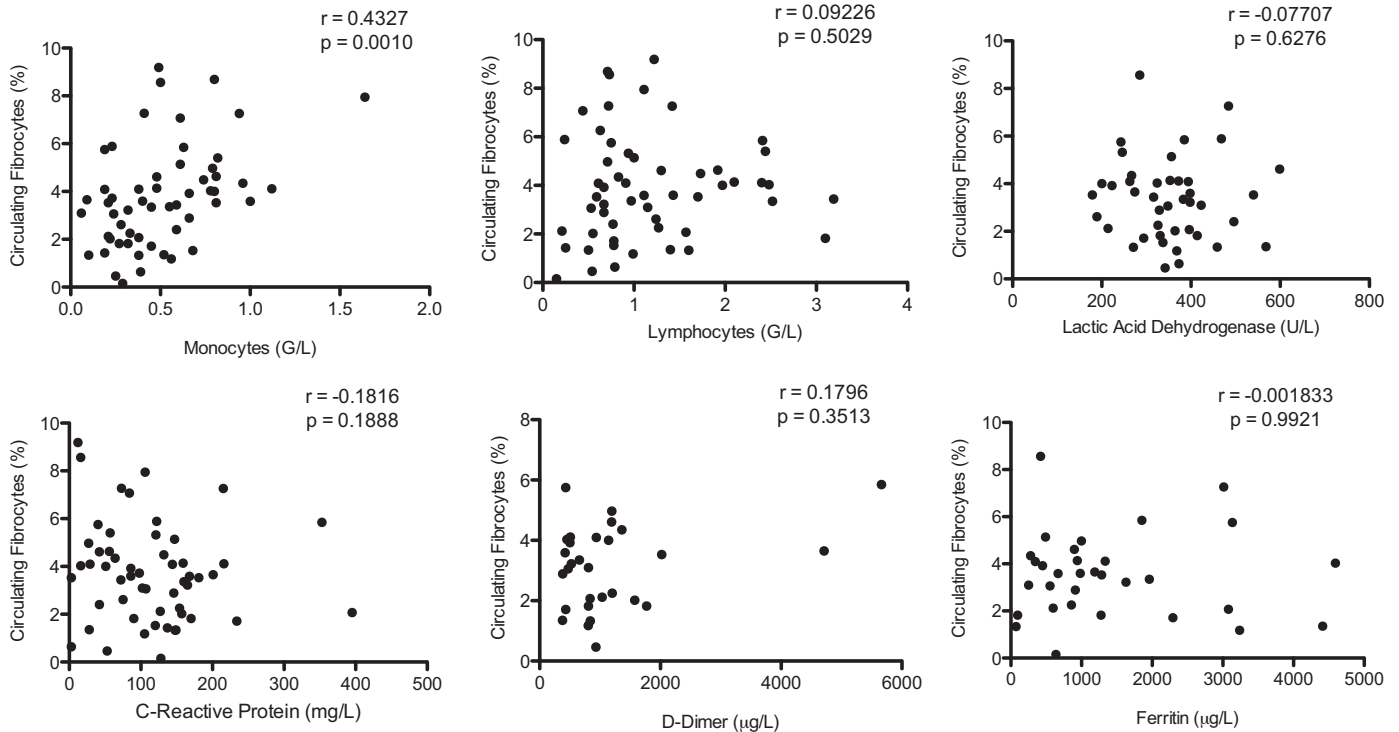 r = 0.4327
p = 0.0010
Circulating Fibrocytes (%)
10
8
6
4
2
0
0.0 0.5 1.0 1.5 2.0
Monocytes (G/L)
r = 0.09226
p = 0.5029
Circulating Fibrocytes (%)
10
8
6
4
2
0
0 1 2 3 4
Lymphocytes (G/L)
r = -0.07707
p = 0.6276
Circulating Fibrocytes (%)
10
8
6
4
2
0
0 200 400 600 800
Lactic Acid Dehydrogenase (U/L)
r = -0.1816
p = 0.1888
Circulating Fibrocytes (%)
10
8
6
4
2
0
0 100 200 300 400 500
C-Reactive Protein (mg/L)
r = 0.1796
p = 0.3513
Circulating Fibrocytes (%)
8
6
4
2
0
0 2000 4000 6000
D-Dimer (µg/L)
r = -0.001833
p = 0.9921
Circulating Fibrocytes (%)
10
8
6
4
2
0
0 1000 2000 3000 4000 5000
Ferritin (µg/L)